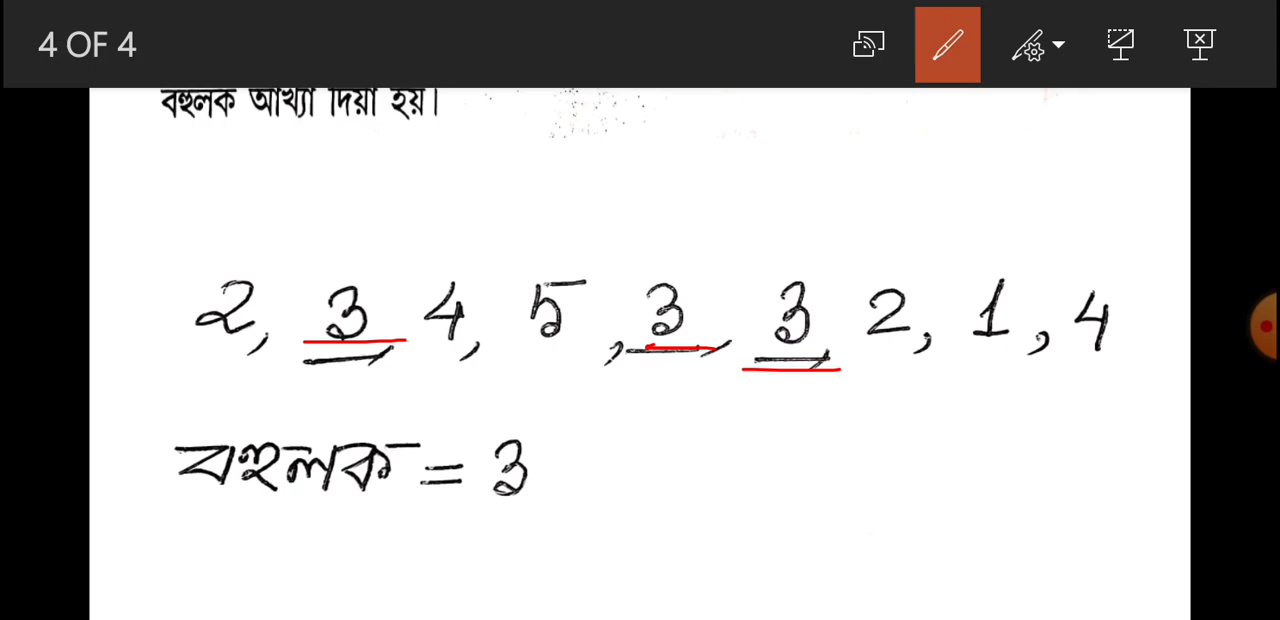 4 OF 4
বহুলক আখ্যা দিয়া হয়।
2, 3 4, 5, 3 3 2, 1, 4
বহুলক = 3